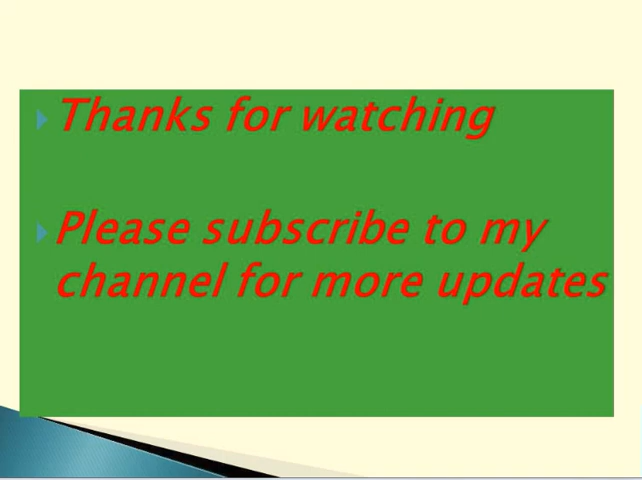 Thanks for watching
Please subscribe to my
channel for more updates